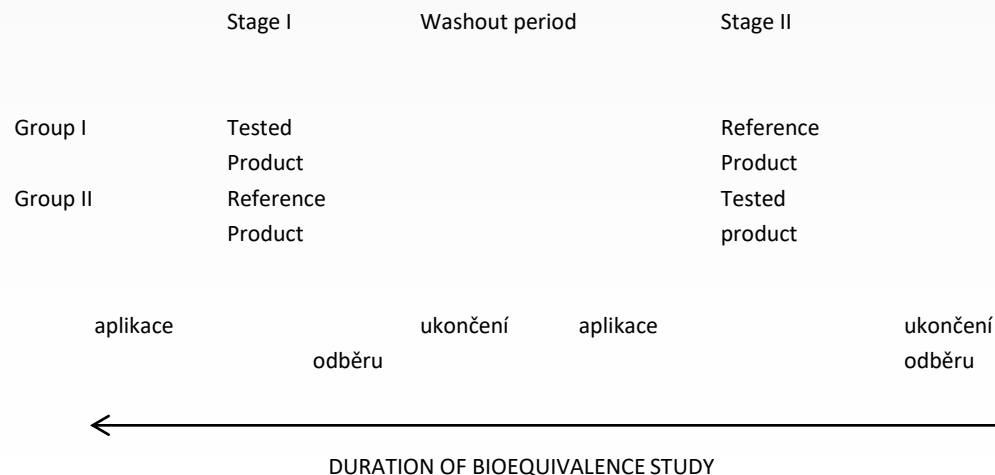 Stage I Washout period Stage II
Group I Tested Reference
Product Product
Group II Reference Tested
Product product
aplikace ukončení aplikace ukončení
odběru odběru
DURATION OF BIOEQUIVALENCE STUDY